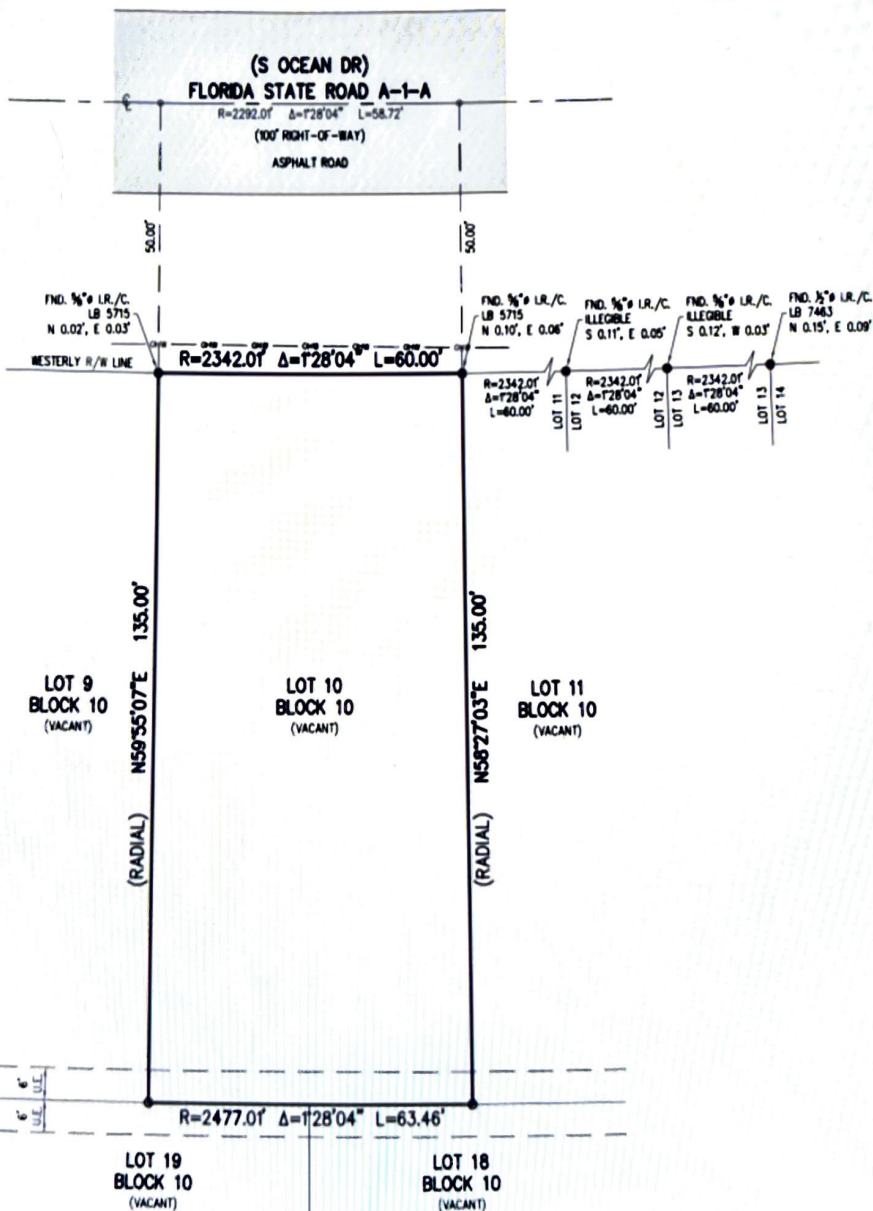 (S OCEAN DR)
FLORIDA STATE ROAD A-1-A
℄
R=2292.01' Δ=1°28'04" L=58.72'
(100' RIGHT-OF-WAY)
ASPHALT ROAD
50.00'
50.00'
FND. ⅝"ø I.R./C.
LB 5715
N 0.02', E 0.03'
FND. ⅝"ø I.R./C.
LB 5715
N 0.10', E 0.06'
FND. ⅝"ø I.R./C.
ILLEGIBLE
S 0.11', E 0.05'
FND. ⅝"ø I.R./C.
ILLEGIBLE
S 0.12', W 0.03'
FND. ½"ø I.R./C.
LB 7463
N 0.15', E 0.09'
WESTERLY R/W LINE
R=2342.01' Δ=1°28'04" L=60.00'
R=2342.01'
Δ=1°28'04"
L=60.00'
LOT 11
LOT 12
R=2342.01'
Δ=1°28'04"
L=60.00'
LOT 12
LOT 13
R=2342.01'
Δ=1°28'04"
L=60.00'
LOT 13
LOT 14
N59°55'07"E 135.00'
(RADIAL)
N58°27'03"E 135.00'
(RADIAL)
LOT 9
BLOCK 10
(VACANT)
LOT 10
BLOCK 10
(VACANT)
LOT 11
BLOCK 10
(VACANT)
6'
U.E.
6'
U.E.
R=2477.01' Δ=1°28'04" L=63.46'
LOT 19
BLOCK 10
(VACANT)
LOT 18
BLOCK 10
(VACANT)